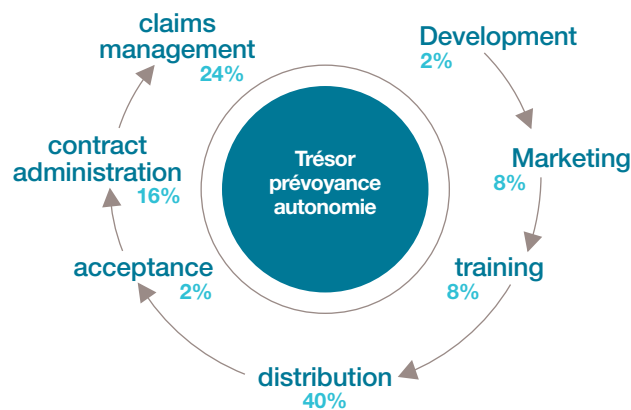 Development
2%
Marketing
8%
training
8%
distribution
40%
acceptance
2%
contract
administration
16%
claims
management
24%
Trésor
prévoyance
autonomie